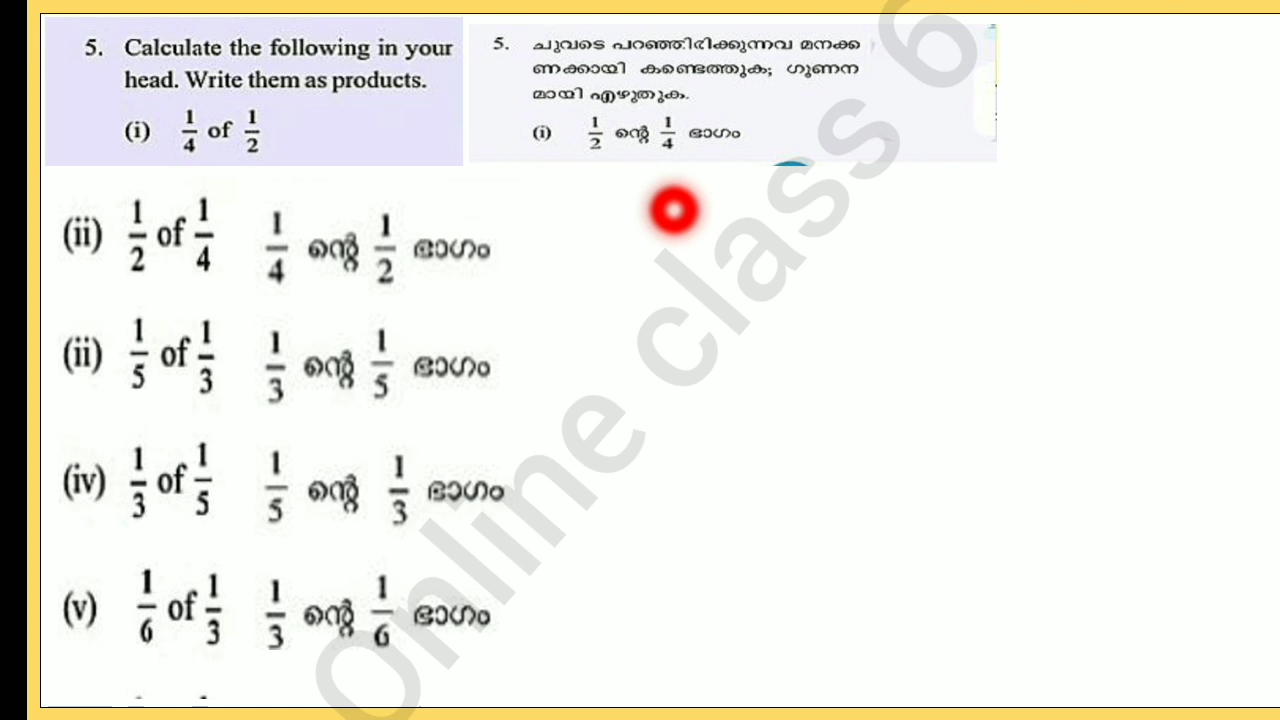 5. Calculate the following in your
head. Write them as products.
(i) 1/4 of 1/2
5. ചുവടെ പറഞ്ഞിരിക്കുന്നവ മനക്ക
ണക്കായി കണ്ടെത്തുക; ഗുണന
മായി എഴുതുക.
(i) 1/2 ന്റെ 1/4 ഭാഗം
(ii) 1/2 of 1/4 1/4 ന്റെ 1/2 ഭാഗം
(ii) 1/5 of 1/3 1/3 ന്റെ 1/5 ഭാഗം
(iv) 1/3 of 1/5 1/5 ന്റെ 1/3 ഭാഗം
(v) 1/6 of 1/3 1/3 ന്റെ 1/6 ഭാഗം
Online class 6